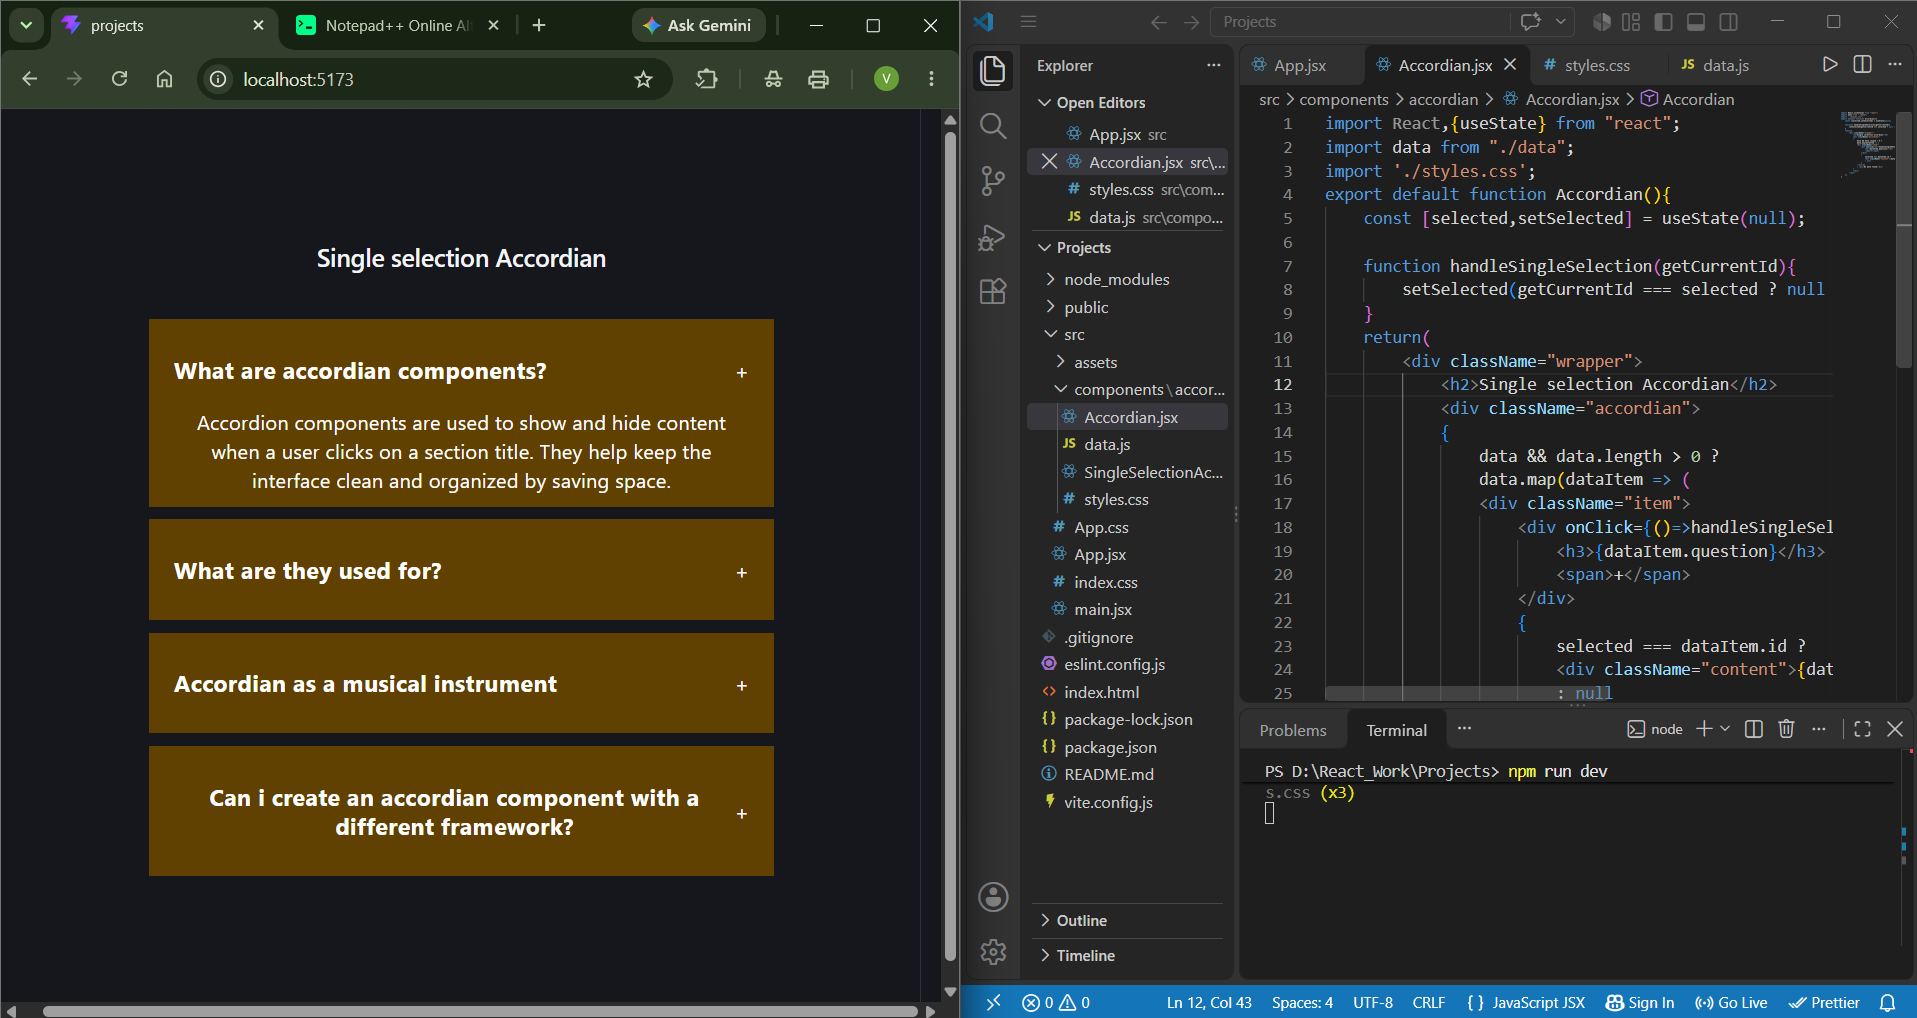 projects
Notepad++ Online Al
Ask Gemini
localhost:5173
V
Single selection Accordian
What are accordian components?
+
Accordion components are used to show and hide content
when a user clicks on a section title. They help keep the
interface clean and organized by saving space.
What are they used for?
+
Accordian as a musical instrument
+
Can i create an accordian component with a
different framework?
+
Projects
Explorer
Open Editors
App.jsx src
Accordian.jsx src\...
# styles.css src\com...
JS data.js src\compo...
Projects
node_modules
public
src
assets
components\accor...
Accordian.jsx
JS data.js
SingleSelectionAc...
# styles.css
# App.css
App.jsx
# index.css
main.jsx
.gitignore
eslint.config.js
<> index.html
{} package-lock.json
{} package.json
README.md
vite.config.js
Outline
Timeline
App.jsx
Accordian.jsx
# styles.css
JS data.js
src > components > accordian > Accordian.jsx > Accordian
1 import React,{useState} from "react";
2 import data from "./data";
3 import './styles.css';
4 export default function Accordian(){
5 const [selected,setSelected] = useState(null);
6
7 function handleSingleSelection(getCurrentId){
8 setSelected(getCurrentId === selected ? null
9 }
10 return(
11 <div className="wrapper">
12 <h2>Single selection Accordian</h2>
13 <div className="accordian">
14 {
15 data && data.length > 0 ?
16 data.map(dataItem => (
17 <div className="item">
18 <div onClick={()=>handleSingleSel
19 <h3>{dataItem.question}</h3>
20 <span>+</span>
21 </div>
22 {
23 selected === dataItem.id ?
24 <div className="content">{dat
25 : null
Problems
Terminal
node
PS D:\React_Work\Projects> npm run dev
s.css (x3)
0 0
Ln 12, Col 43
Spaces: 4
UTF-8
CRLF
{} JavaScript JSX
Sign In
Go Live
Prettier